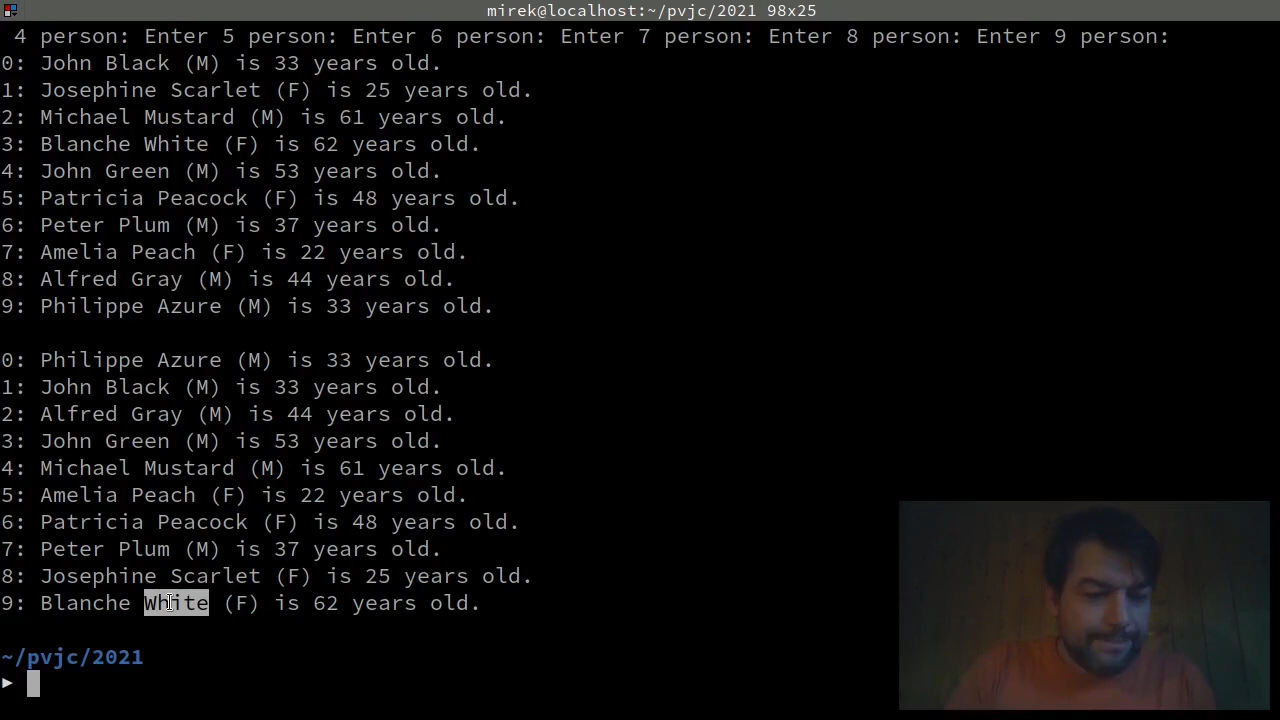 mirek@localhost:~/pvjc/2021 98x25
4 person: Enter 5 person: Enter 6 person: Enter 7 person: Enter 8 person: Enter 9 person:
0: John Black (M) is 33 years old.
1: Josephine Scarlet (F) is 25 years old.
2: Michael Mustard (M) is 61 years old.
3: Blanche White (F) is 62 years old.
4: John Green (M) is 53 years old.
5: Patricia Peacock (F) is 48 years old.
6: Peter Plum (M) is 37 years old.
7: Amelia Peach (F) is 22 years old.
8: Alfred Gray (M) is 44 years old.
9: Philippe Azure (M) is 33 years old.
0: Philippe Azure (M) is 33 years old.
1: John Black (M) is 33 years old.
2: Alfred Gray (M) is 44 years old.
3: John Green (M) is 53 years old.
4: Michael Mustard (M) is 61 years old.
5: Amelia Peach (F) is 22 years old.
6: Patricia Peacock (F) is 48 years old.
7: Peter Plum (M) is 37 years old.
8: Josephine Scarlet (F) is 25 years old.
9: Blanche White (F) is 62 years old.
~/pvjc/2021